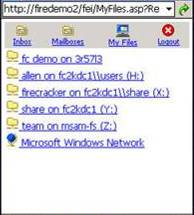 http://firedemo2/fei/MyFiles.asp?Re
Inbox Mailboxes My Files Logout
fc demo on 3r57l3
allen on fc2kdc1\\users (H:)
firecracker on fc2kdc1\\share (X:)
share on fc2kdc1 (Y:)
team on msam-fs (Z:)
Microsoft Windows Network